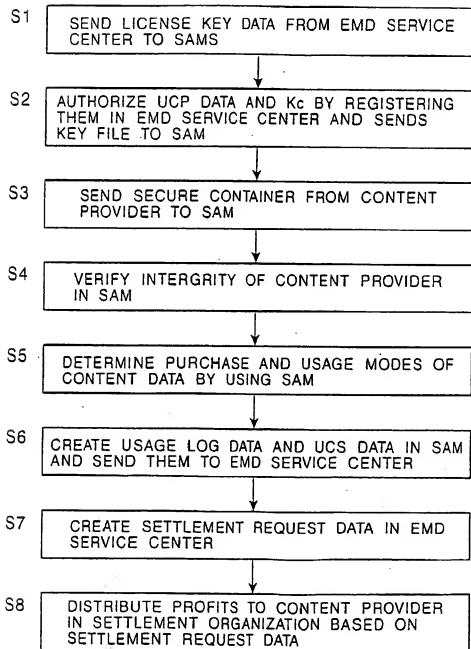 S1
SEND LICENSE KEY DATA FROM EMD SERVICE
CENTER TO SAMS
S2
AUTHORIZE UCP DATA AND Kc BY REGISTERING
THEM IN EMD SERVICE CENTER AND SENDS
KEY FILE TO SAM
S3
SEND SECURE CONTAINER FROM CONTENT
PROVIDER TO SAM
S4
VERIFY INTERGRITY OF CONTENT PROVIDER
IN SAM
S5
DETERMINE PURCHASE AND USAGE MODES OF
CONTENT DATA BY USING SAM
S6
CREATE USAGE LOG DATA AND UCS DATA IN SAM
AND SEND THEM TO EMD SERVICE CENTER
S7
CREATE SETTLEMENT REQUEST DATA IN EMD
SERVICE CENTER
S8
DISTRIBUTE PROFITS TO CONTENT PROVIDER
IN SETTLEMENT ORGANIZATION BASED ON
SETTLEMENT REQUEST DATA